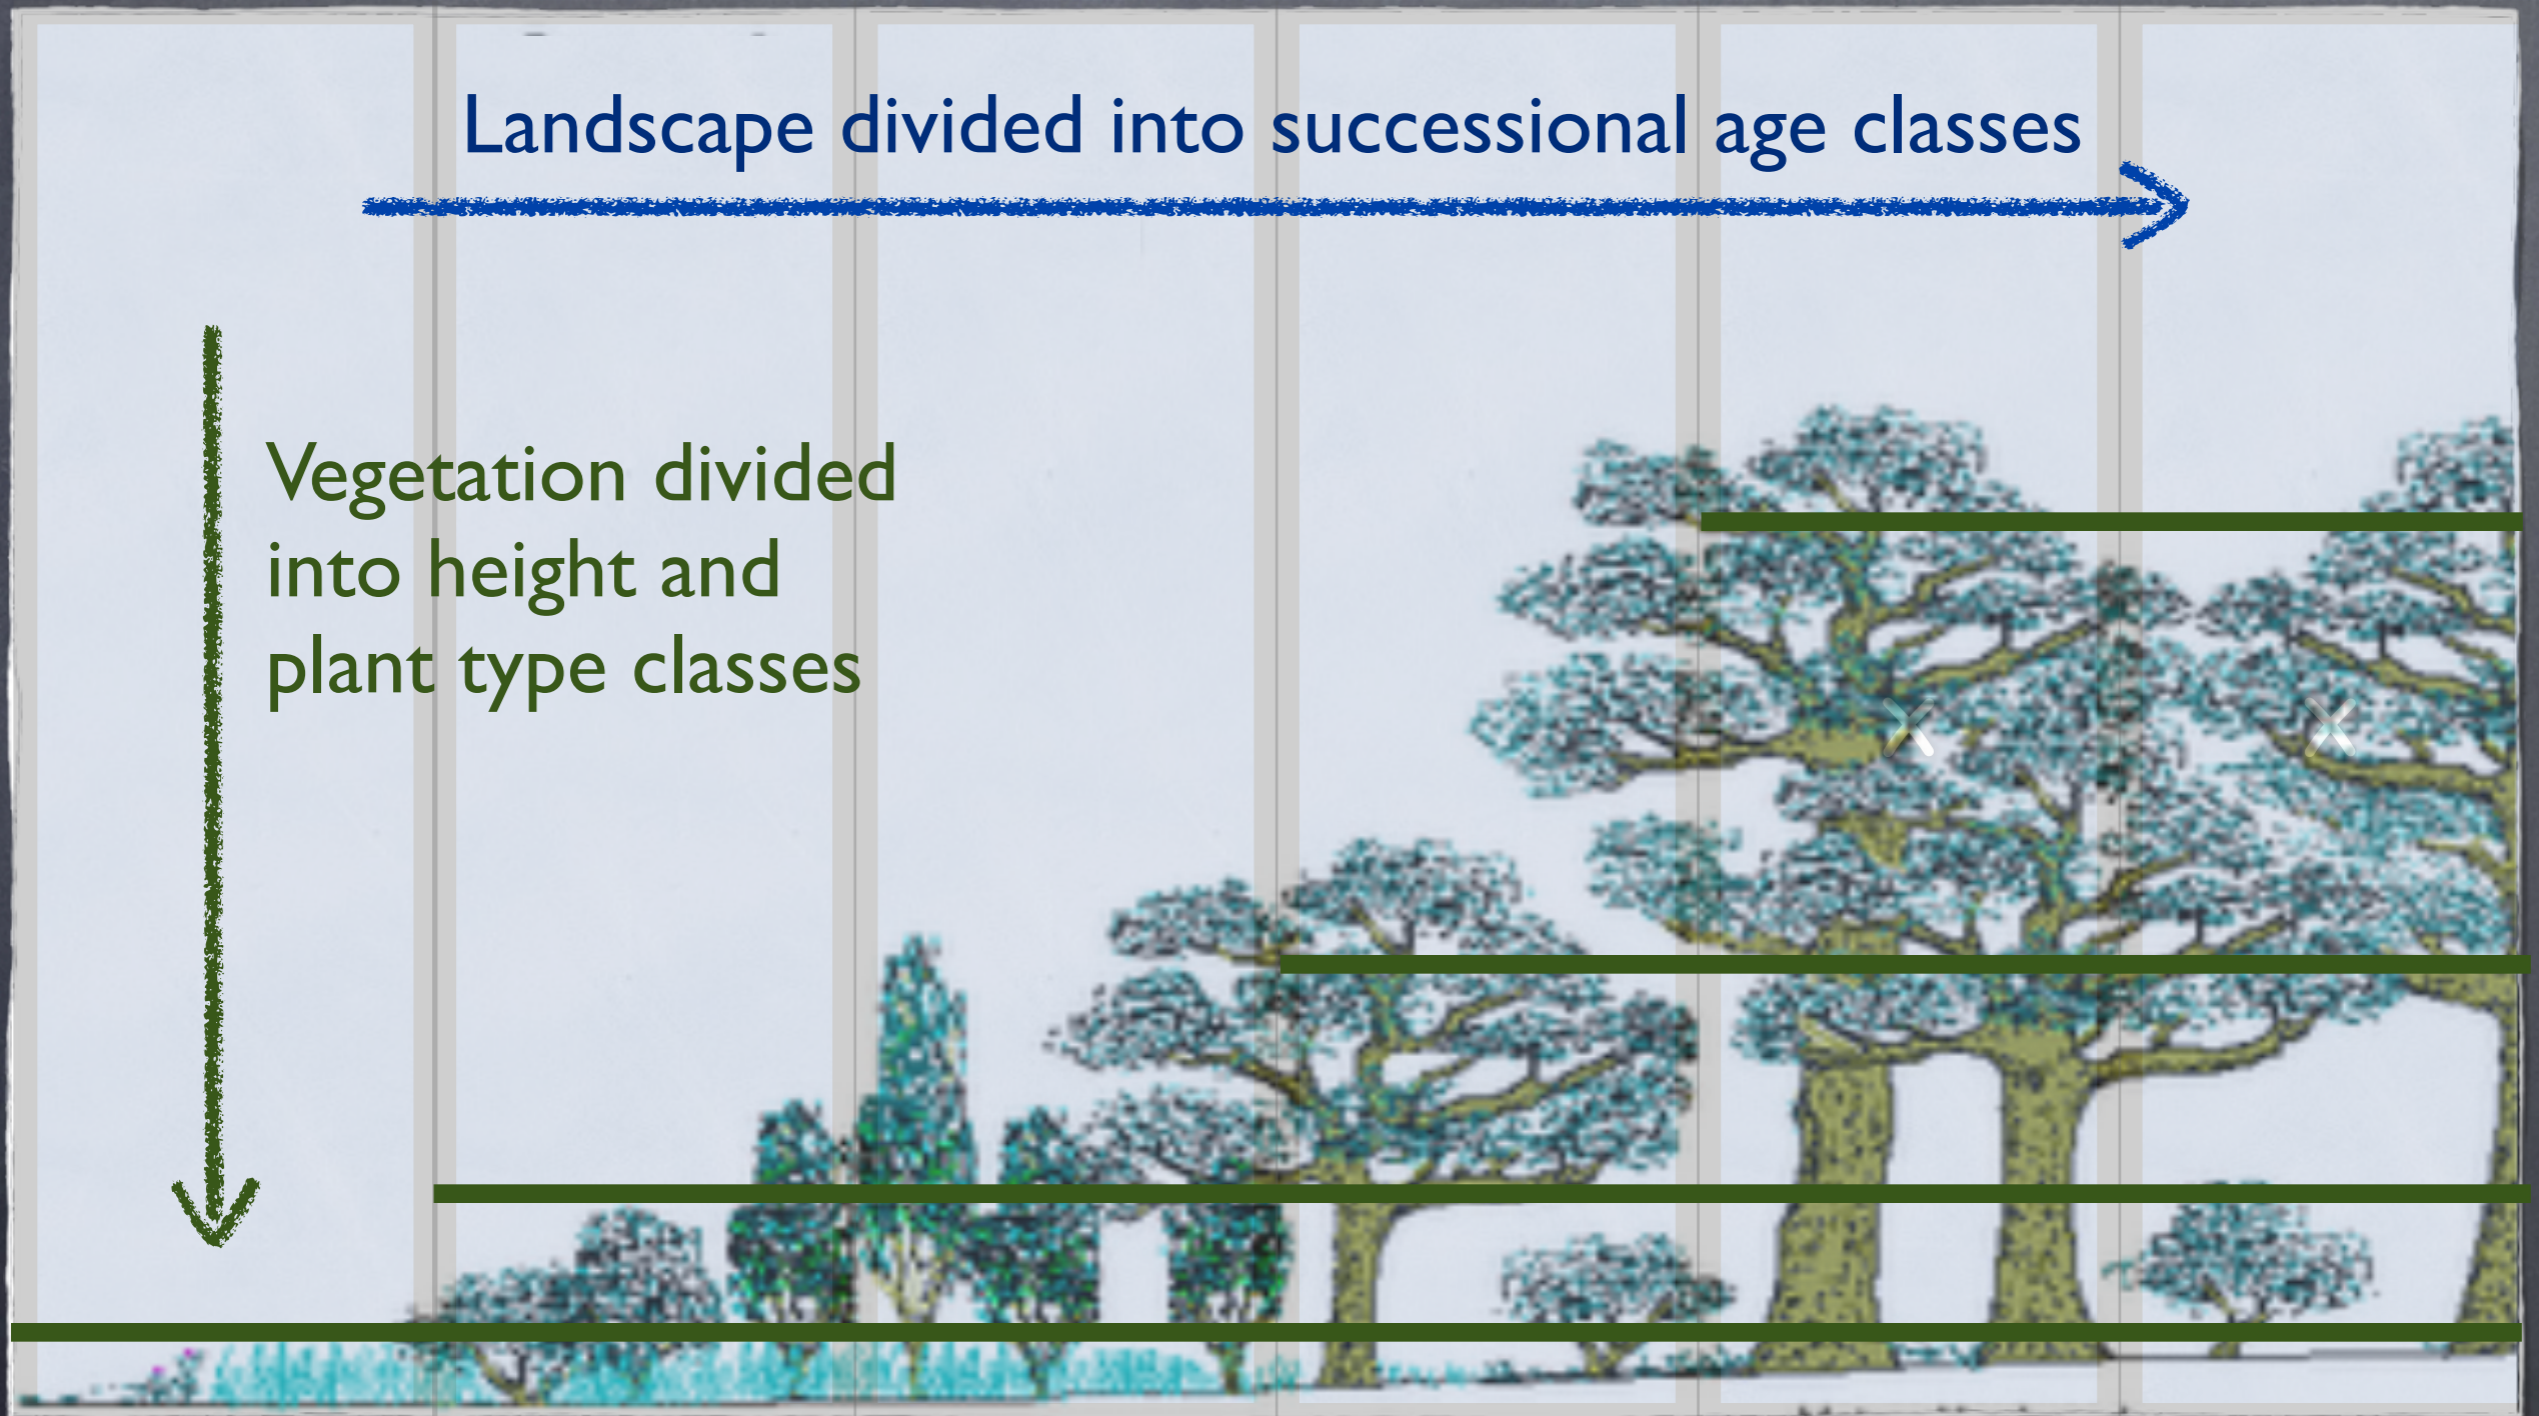 Landscape divided into successional age classes
Vegetation divided
into height and
plant type classes